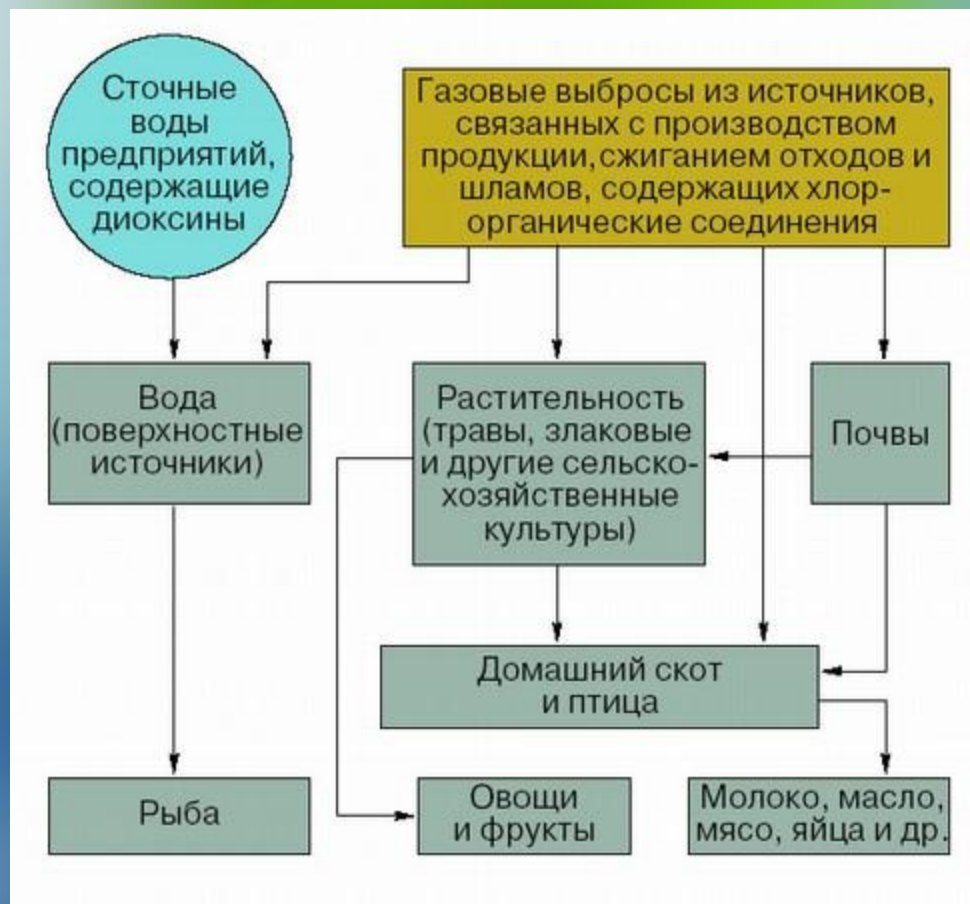 Сточные
воды
предприятий,
содержащие
диоксины
Газовые выбросы из источников,
связанных с производством
продукции,сжиганием отходов и
шламов, содержащих хлор-
органические соединения
Вода
(поверхностные
источники)
Растительность
(травы, злаковые
и другие сельско-
хозяйственные
культуры)
Почвы
Домашний скот
и птица
Рыба
Овощи
и фрукты
Молоко, масло,
мясо, яйца и др.